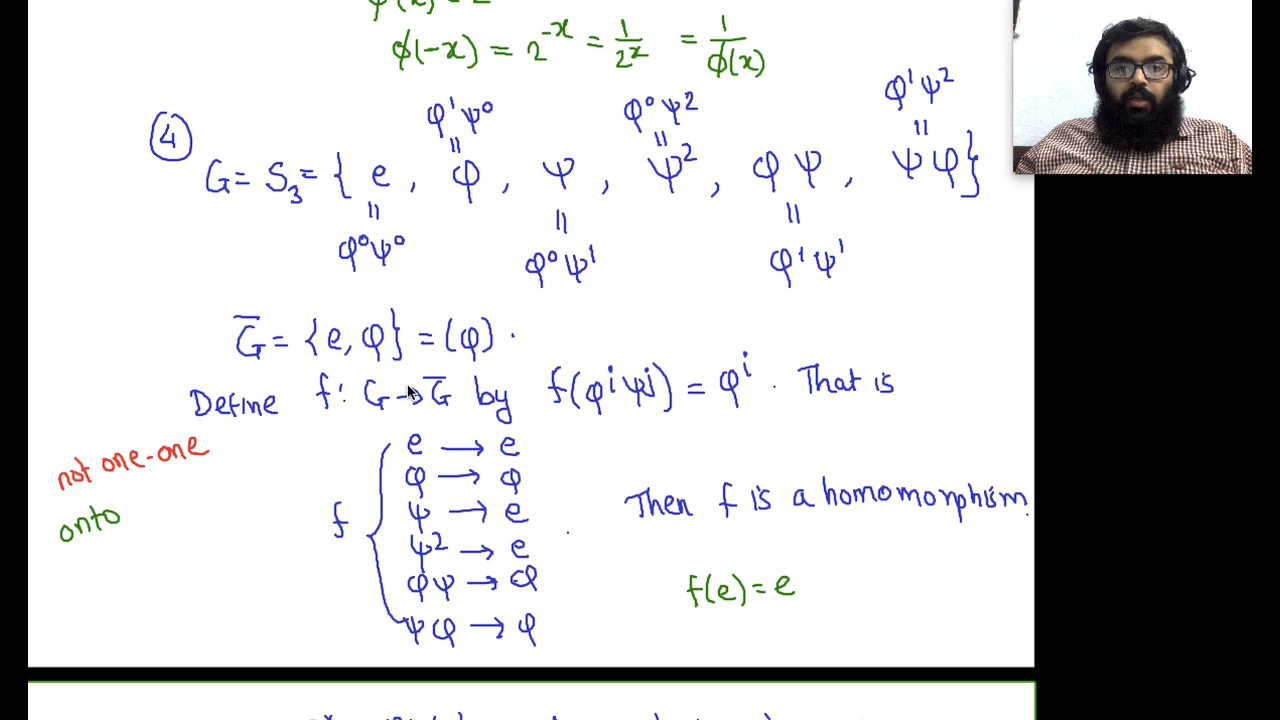 ϕ(-x) = 2^{-x} = 1/2^x = 1/ϕ(x)
φ¹ψ⁰ φ⁰ψ² φ¹ψ²
|| || ||
④ G = S₃ = { e, φ, ψ, ψ², φψ, ψφ}
|| || ||
φ⁰ψ⁰ φ⁰ψ¹ φ¹ψ¹
G̅ = {e, φ} = (φ).
Define f: G → G̅ by f(φⁱψʲ) = φⁱ. That is
not one-one
onto
f { e → e
φ → φ
ψ → e
ψ² → e
φψ → φ
ψφ → φ
Then f is a homomorphism.
f(e) = e